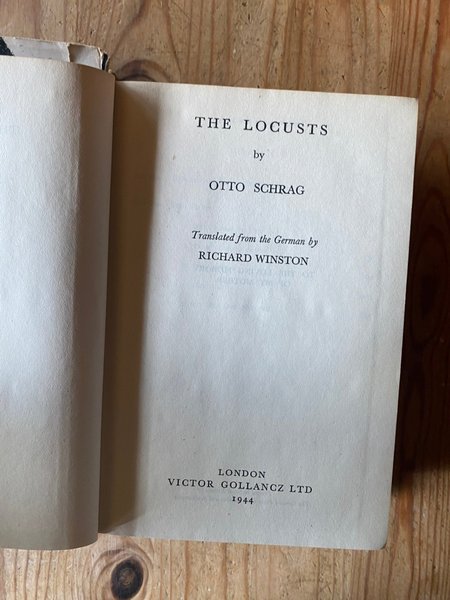 THE LOCUSTS
by
OTTO SCHRAG
Translated from the German by
RICHARD WINSTON
LONDON
VICTOR GOLLANCZ LTD
1944